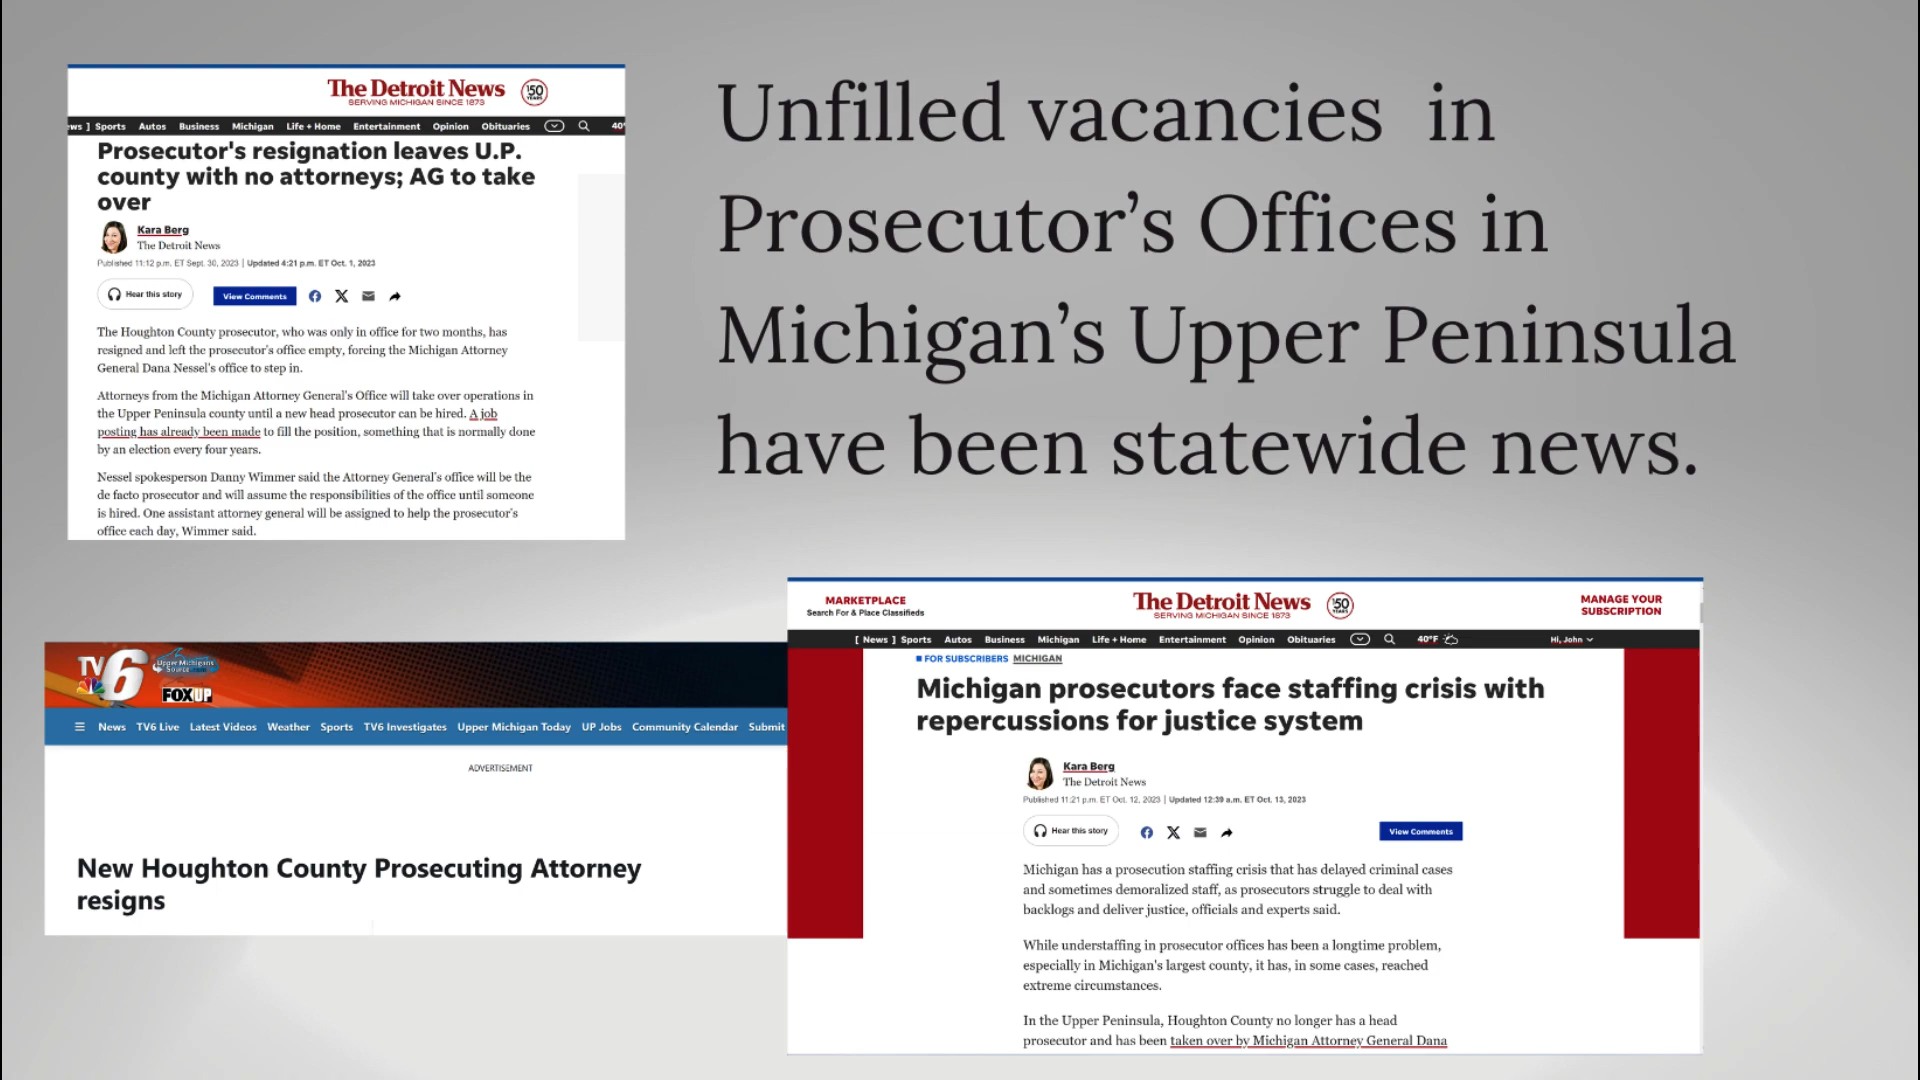 The Detroit News
SERVING MICHIGAN SINCE 1873
150 YEARS
ws ] Sports Autos Business Michigan Life + Home Entertainment Opinion Obituaries 40°
Prosecutor's resignation leaves U.P.
county with no attorneys; AG to take
over
Kara Berg
The Detroit News
Published 11:12 p.m. ET Sept. 30, 2023 | Updated 4:21 p.m. ET Oct. 1, 2023
Hear this story
View Comments
The Houghton County prosecutor, who was only in office for two months, has
resigned and left the prosecutor's office empty, forcing the Michigan Attorney
General Dana Nessel's office to step in.
Attorneys from the Michigan Attorney General's Office will take over operations in
the Upper Peninsula county until a new head prosecutor can be hired. A job
posting has already been made to fill the position, something that is normally done
by an election every four years.
Nessel spokesperson Danny Wimmer said the Attorney General's office will be the
de facto prosecutor and will assume the responsibilities of the office until someone
is hired. One assistant attorney general will be assigned to help the prosecutor's
office each day, Wimmer said.
Unfilled vacancies in
Prosecutor’s Offices in
Michigan’s Upper Peninsula
have been statewide news.
TV6
Upper Michigan's
Source
FOX UP
News TV6 Live Latest Videos Weather Sports TV6 Investigates Upper Michigan Today UP Jobs Community Calendar Submit
ADVERTISEMENT
New Houghton County Prosecuting Attorney
resigns
MARKETPLACE
Search For & Place Classifieds
The Detroit News
SERVING MICHIGAN SINCE 1873
150 YEARS
MANAGE YOUR
SUBSCRIPTION
[ News ] Sports Autos Business Michigan Life + Home Entertainment Opinion Obituaries 40°F Hi, John
FOR SUBSCRIBERS MICHIGAN
Michigan prosecutors face staffing crisis with
repercussions for justice system
Kara Berg
The Detroit News
Published 11:21 p.m. ET Oct. 12, 2023 | Updated 12:39 a.m. ET Oct. 13, 2023
Hear this story
View Comments
Michigan has a prosecution staffing crisis that has delayed criminal cases
and sometimes demoralized staff, as prosecutors struggle to deal with
backlogs and deliver justice, officials and experts said.
While understaffing in prosecutor offices has been a longtime problem,
especially in Michigan's largest county, it has, in some cases, reached
extreme circumstances.
In the Upper Peninsula, Houghton County no longer has a head
prosecutor and has been taken over by Michigan Attorney General Dana